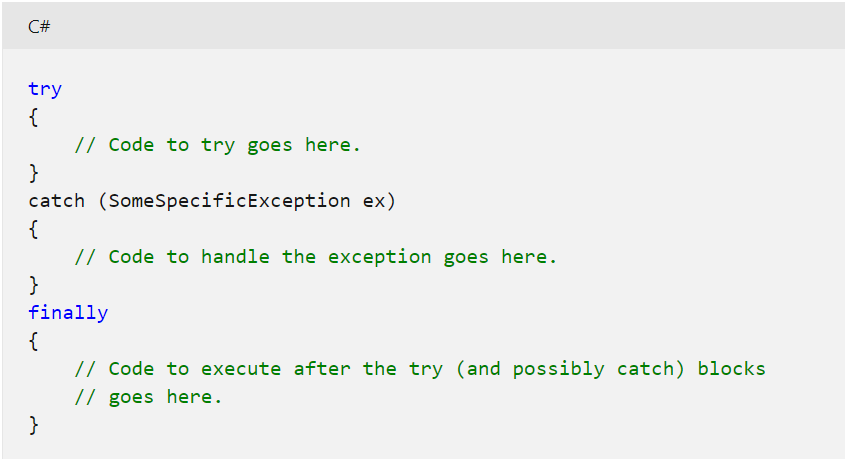 C#
try
{
    // Code to try goes here.
}
catch (SomeSpecificException ex)
{
    // Code to handle the exception goes here.
}
finally
{
    // Code to execute after the try (and possibly catch) blocks
    // goes here.
}